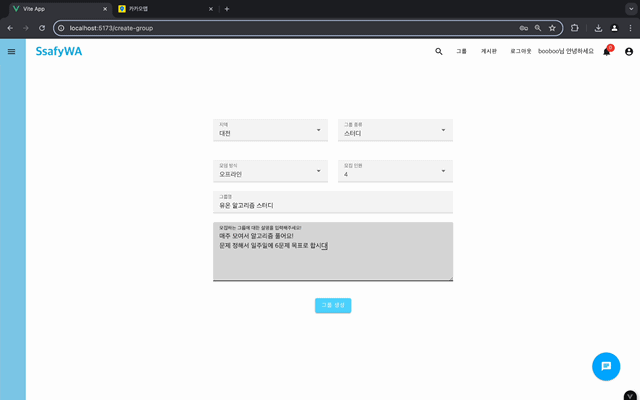 Vite App
카카오맵
localhost:5173/create-group
SsafyWA
그룹
게시판
로그아웃
booboo님 안녕하세요
지역
대전
그룹 종류
스터디
모임 방식
오프라인
모집 인원
4
그룹명
유온 알고리즘 스터디
모집하는 그룹에 대한 설명을 입력해주세요!
매주 모여서 알고리즘 풀어요!
문제 정해서 일주일에 6문제 목표로 합시다
그룹 생성